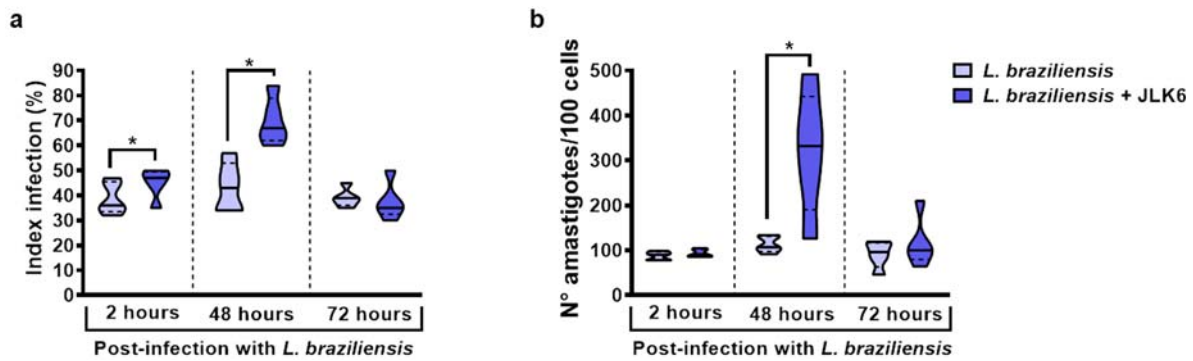 a
Index infection (%)
90
80
70
60
50
40
30
20
10
0
*
*
2 hours
48 hours
72 hours
Post-infection with L. braziliensis
b
N° amastigotes/100 cells
500
400
300
200
100
0
*
2 hours
48 hours
72 hours
Post-infection with L. braziliensis
L. braziliensis
L. braziliensis + JLK6